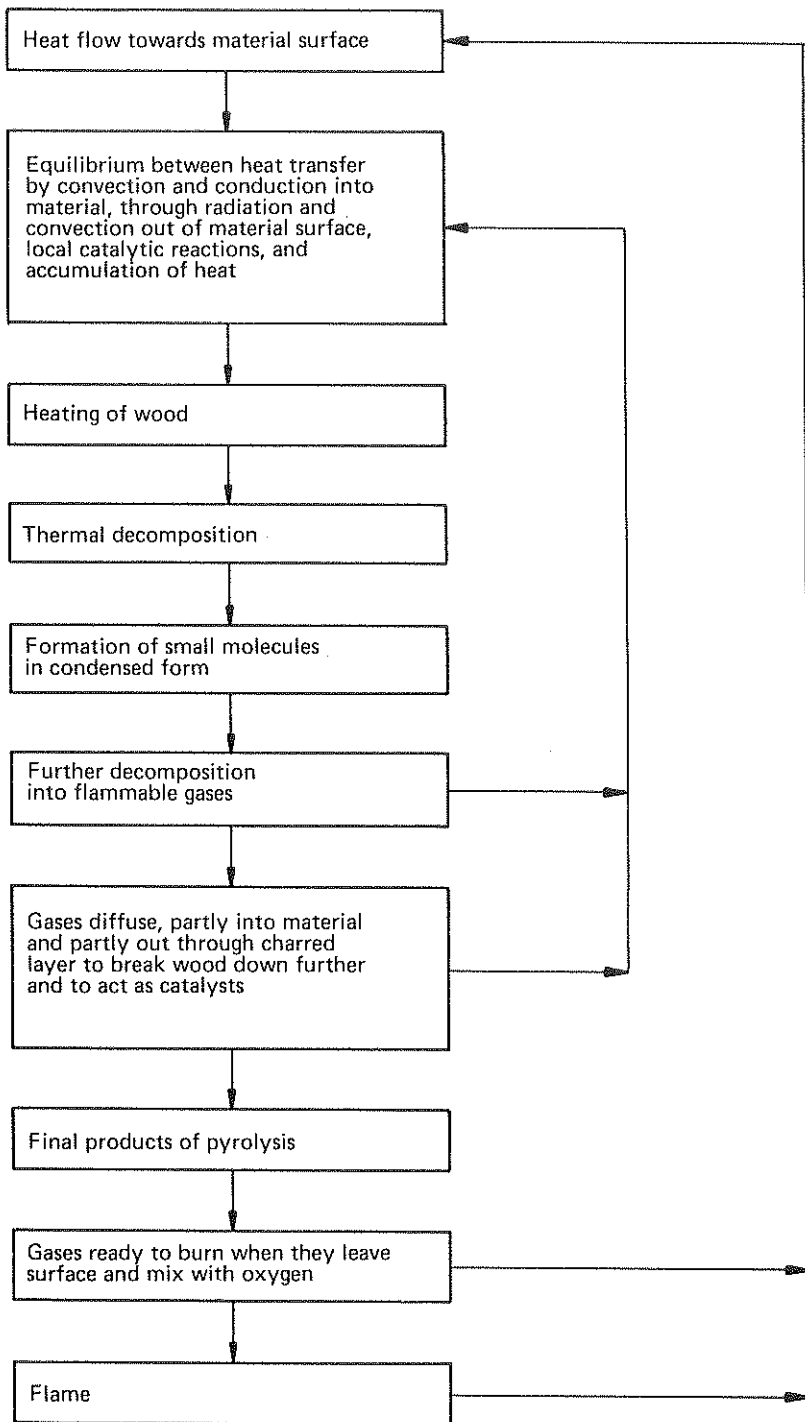 Heat flow towards material surface
Equilibrium between heat transfer
by convection and conduction into
material, through radiation and
convection out of material surface,
local catalytic reactions, and
accumulation of heat
Heating of wood
Thermal decomposition
Formation of small molecules
in condensed form
Further decomposition
into flammable gases
Gases diffuse, partly into material
and partly out through charred
layer to break wood down further
and to act as catalysts
Final products of pyrolysis
Gases ready to burn when they leave
surface and mix with oxygen
Flame